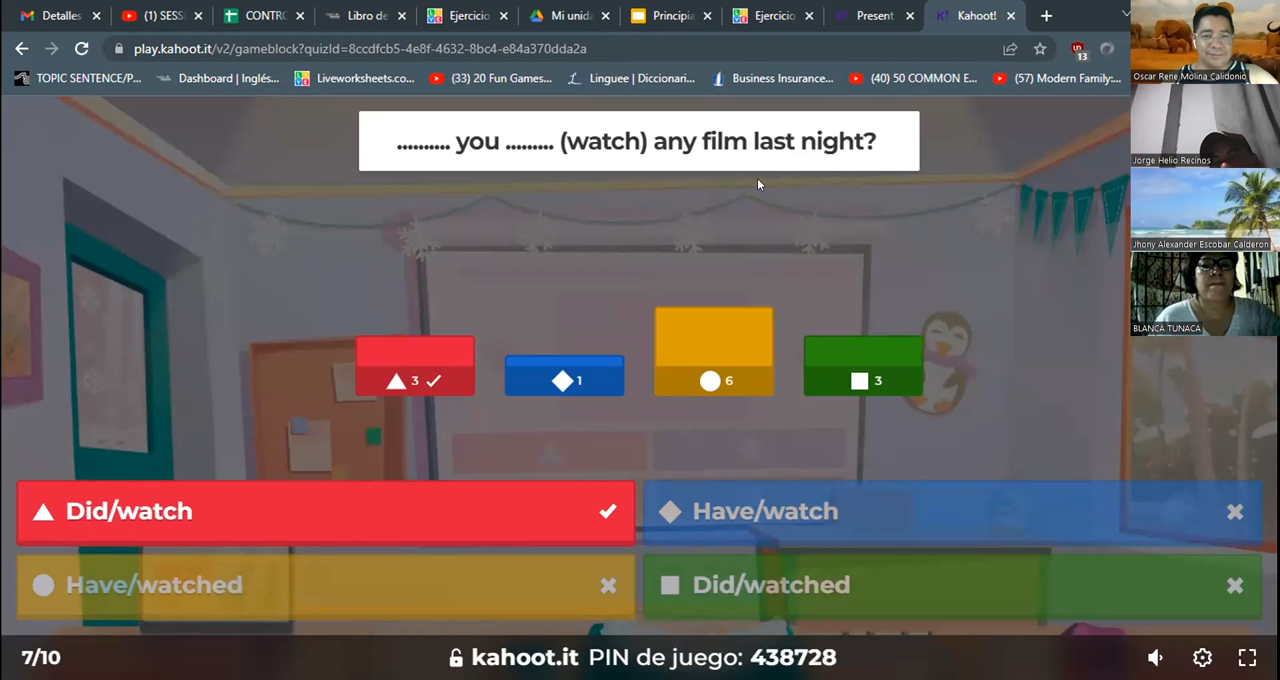 Detalles
(1) SESS
CONTRC
Libro de
Ejercicio
Mi unida
Principia
Ejercicio
Present
Kahoot!
play.kahoot.it/v2/gameblock?quizId=8ccdfcb5-4e8f-4632-8bc4-e84a370dda2a
13
TOPIC SENTENCE/P...
Dashboard | Inglés...
Liveworksheets.co...
(33) 20 Fun Games...
Linguee | Diccionari...
Business Insurance...
(40) 50 COMMON E...
(57) Modern Family:...
Oscar Rene Molina Calidonio
Jorge Helio Recinos
Jhony Alexander Escobar Calderon
BLANCA TUNACA
.......... you ......... (watch) any film last night?
3
1
6
3
Did/watch
Have/watch
Have/watched
Did/watched
7/10
kahoot.it PIN de juego: 438728